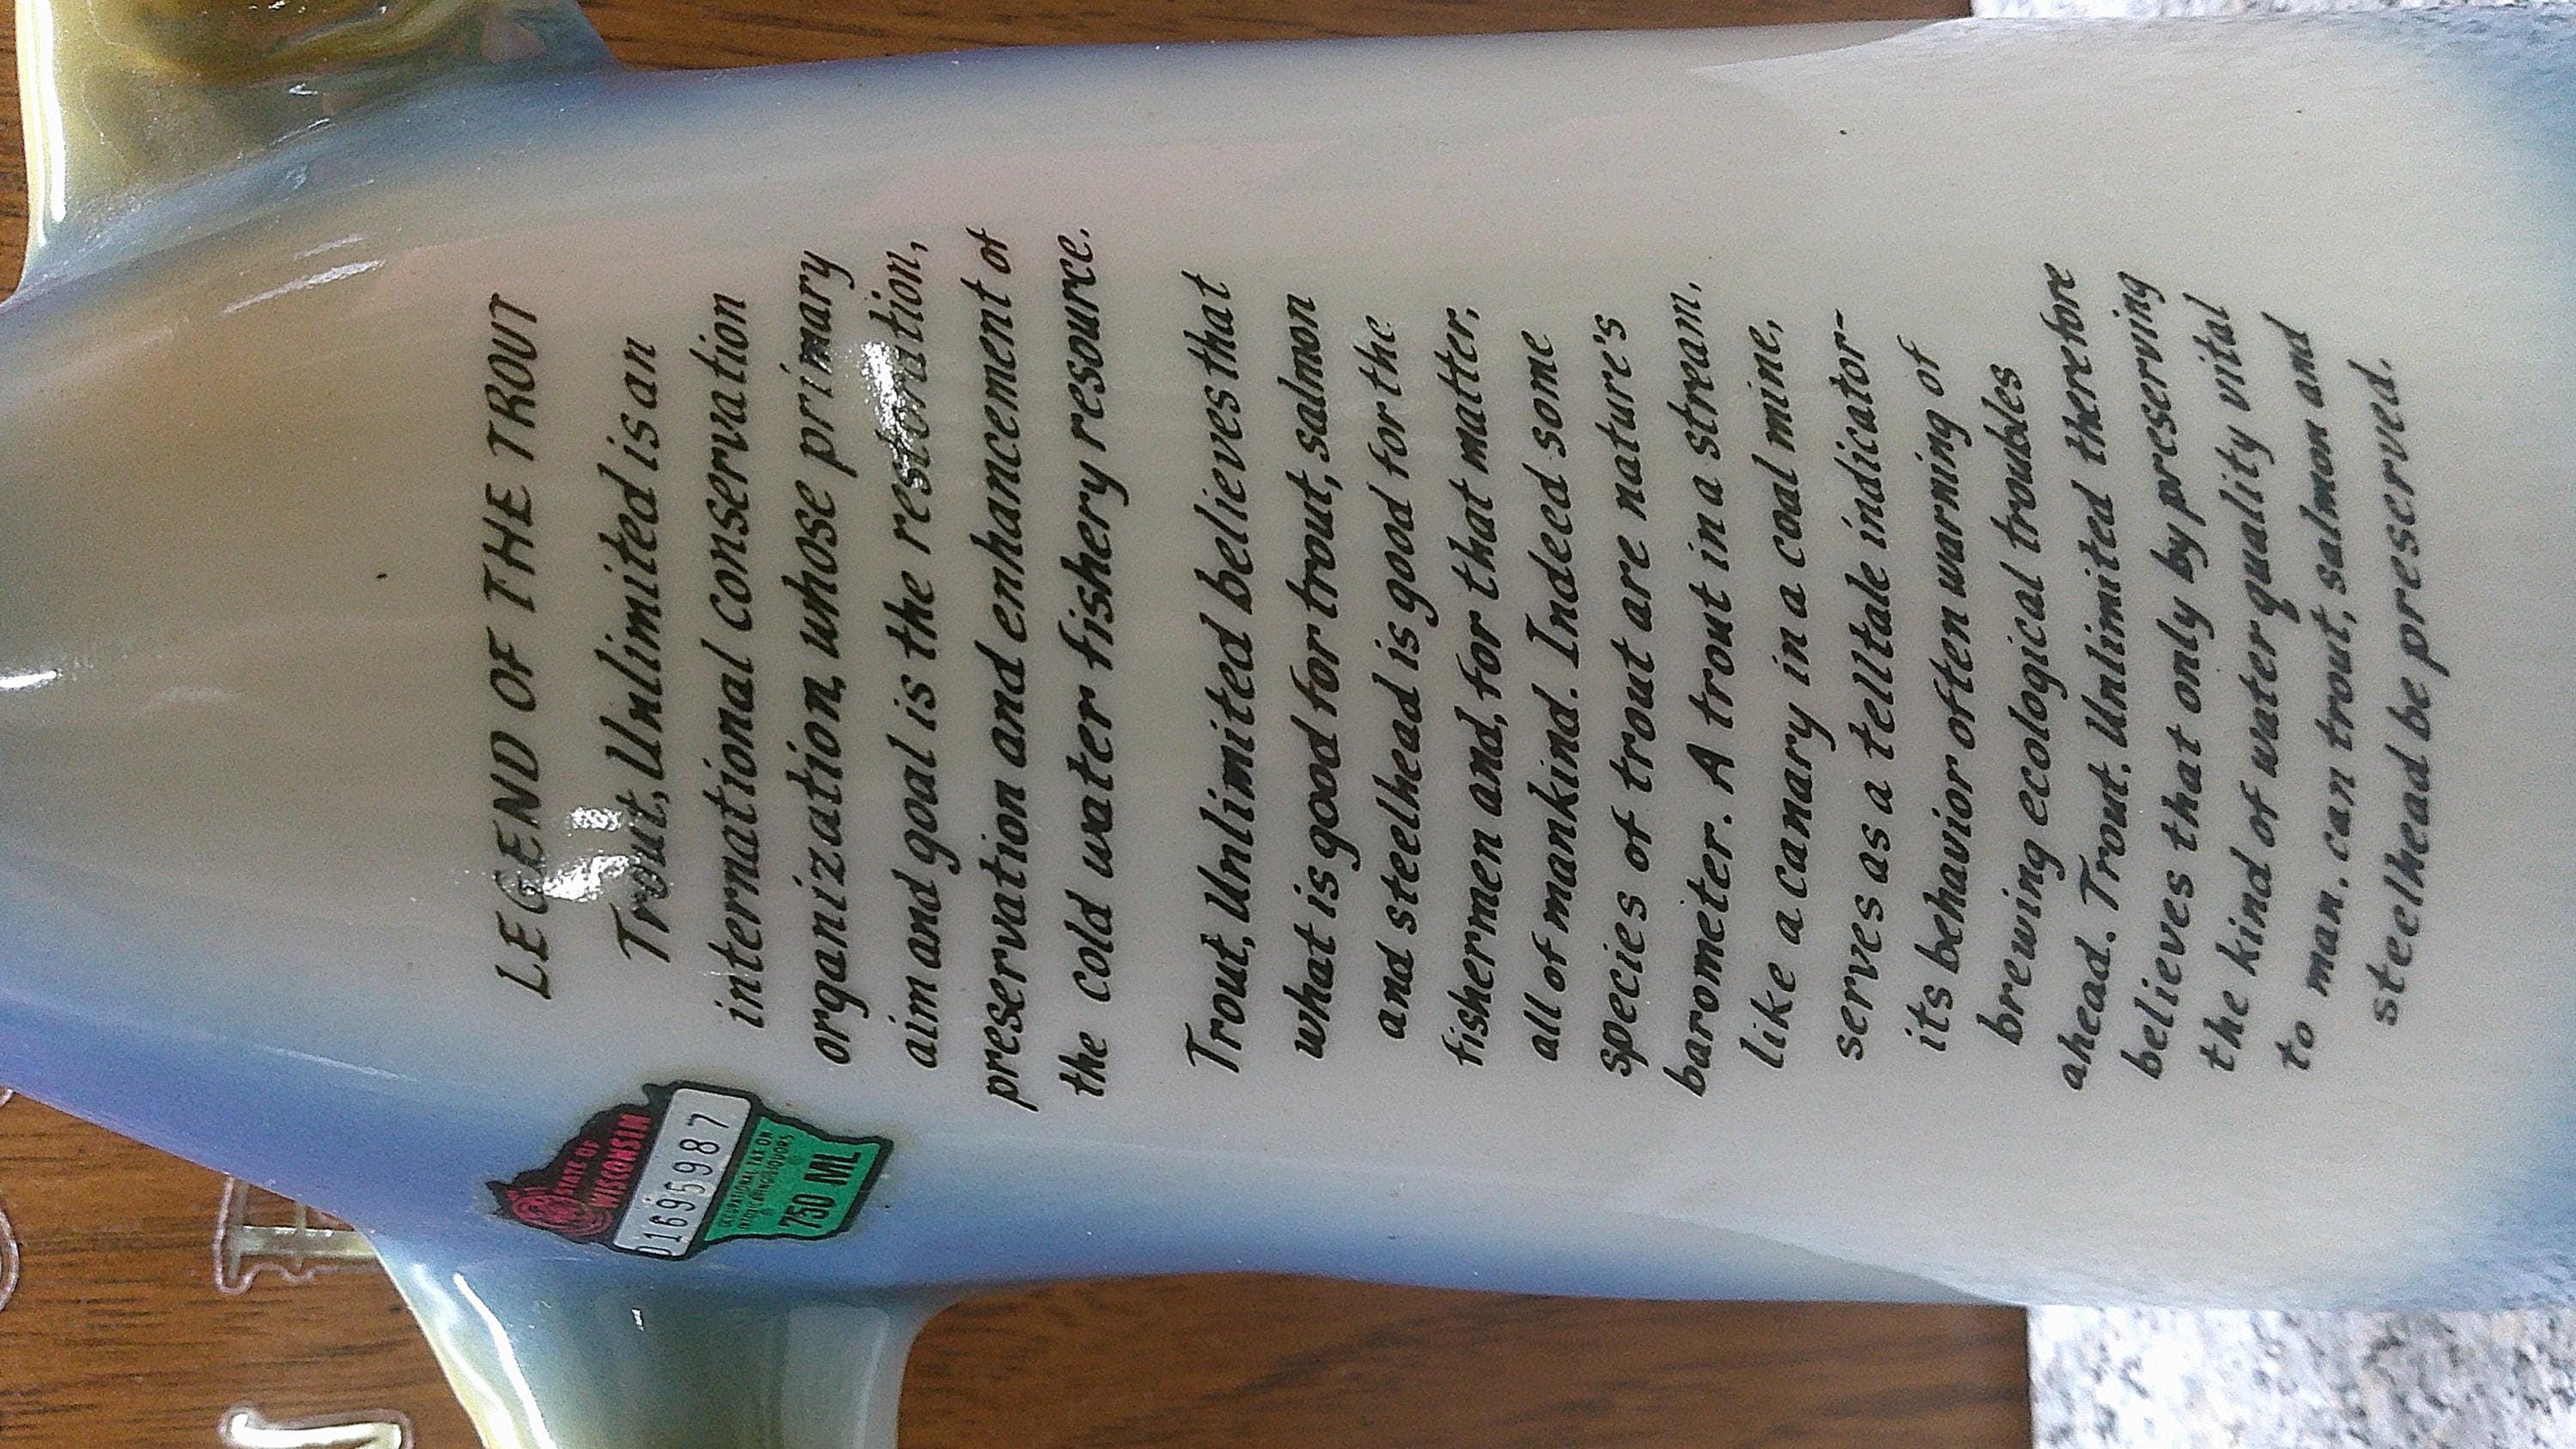 LEGEND OF THE TROUT
Trout, Unlimited is an
international conservation
organization, whose primary
aim and goal is the restoration,
preservation and enhancement of
the cold water fishery resource.
Trout, Unlimited believes that
what is good for trout, salmon
and steelhead is good for the
fishermen and, for that matter,
all of mankind. Indeed some
species of trout are nature's
barometer. A trout in a stream,
like a canary in a coal mine,
serves as a telltale indicator-
its behavior often warning of
brewing ecological troubles
ahead. Trout. Unlimited therefore
believes that only by preserving
the kind of water quality vital
to man. can trout, salmon and
steelhead be preserved.
STATE OF
WISCONSIN
01695987
OCCUPATIONAL TAX ON
INTOXICATING LIQUORS
750 ML